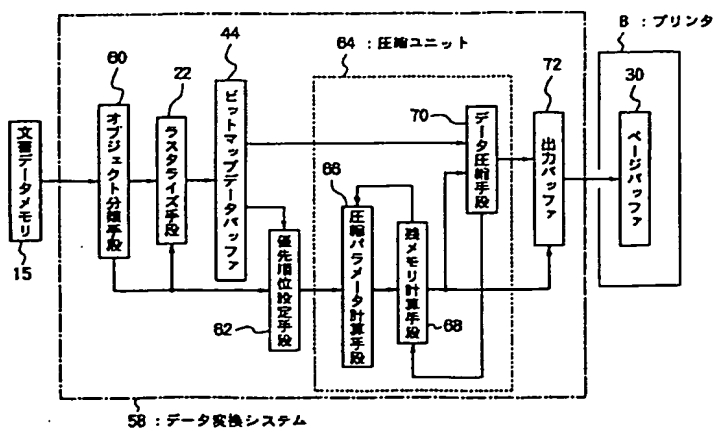 B：プリンタ
64：圧縮ユニット
60
22
44
70
72
30
文書データメモリ
15
オブジェクト分類手段
ラスタライズ手段
ビットマップデータバッファ
優先順位設定手段
62
66
圧縮パラメータ計算手段
残メモリ計算手段
68
データ圧縮手段
出力バッファ
ページバッファ
58：データ変換システム